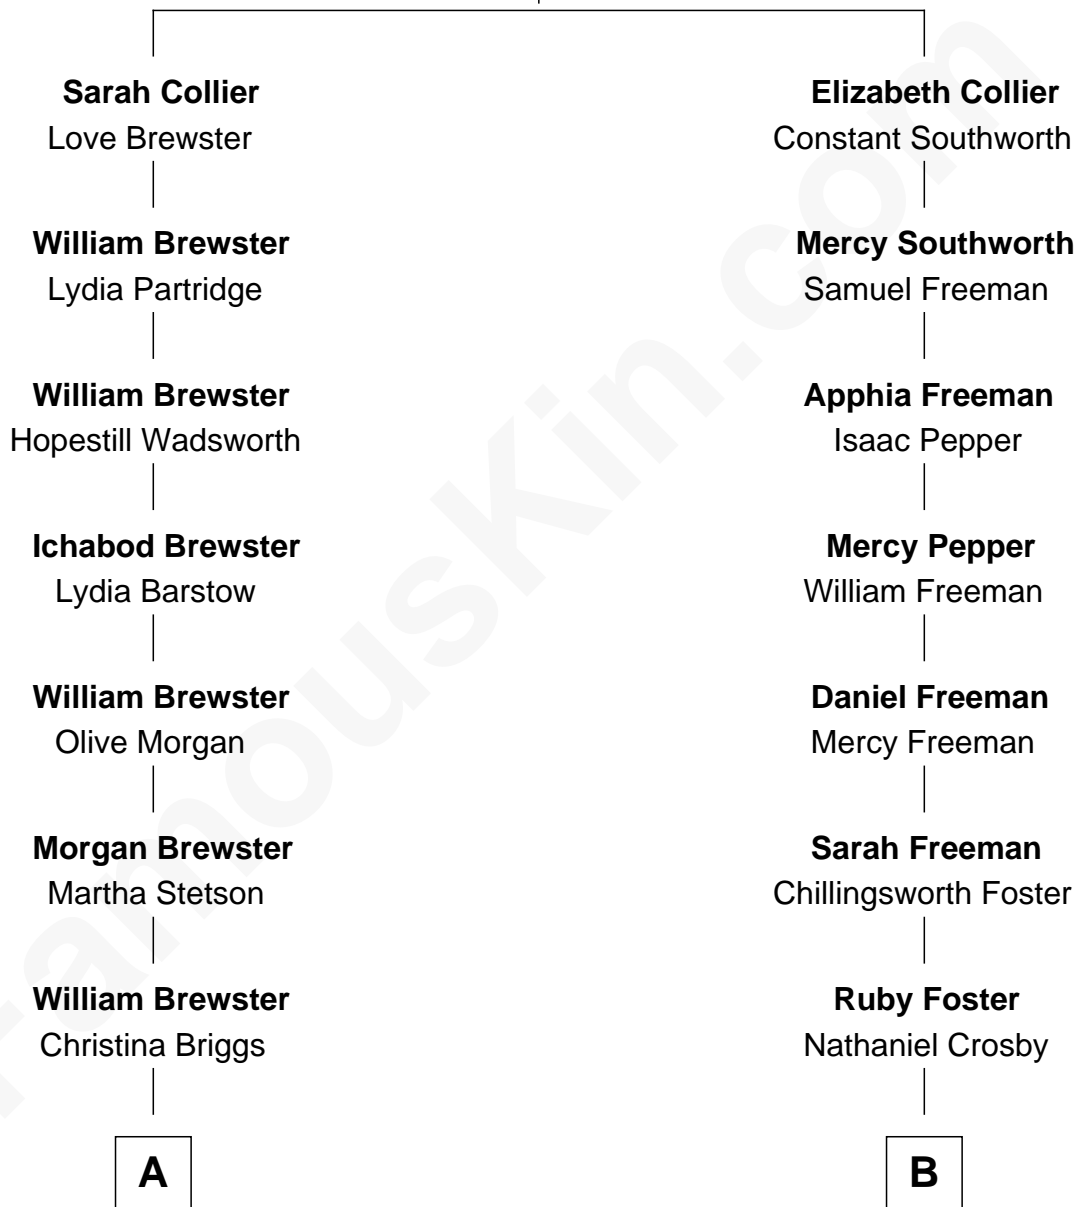 Sarah Collier
Love Brewster
William Brewster
Lydia Partridge
William Brewster
Hopestill Wadsworth
Ichabod Brewster
Lydia Barstow
William Brewster
Olive Morgan
Morgan Brewster
Martha Stetson
William Brewster
Christina Briggs
A
Elizabeth Collier
Constant Southworth
Mercy Southworth
Samuel Freeman
Apphia Freeman
Isaac Pepper
Mercy Pepper
William Freeman
Daniel Freeman
Mercy Freeman
Sarah Freeman
Chillingsworth Foster
Ruby Foster
Nathaniel Crosby
B
FamousKin.com